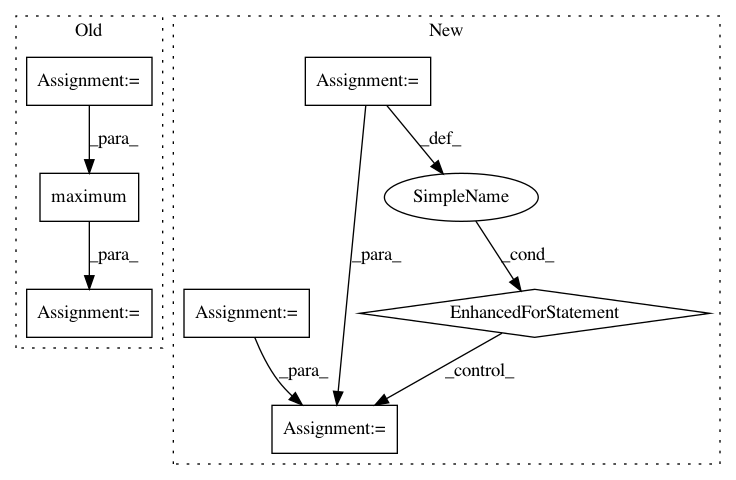 Old
New
Assignment:=
Assignment:=
_para_
_def_
maximum
SimpleName
_para_
_para_
_cond_
Assignment:=
Assignment:=
EnhancedForStatement
_para_
_control_
Assignment:=